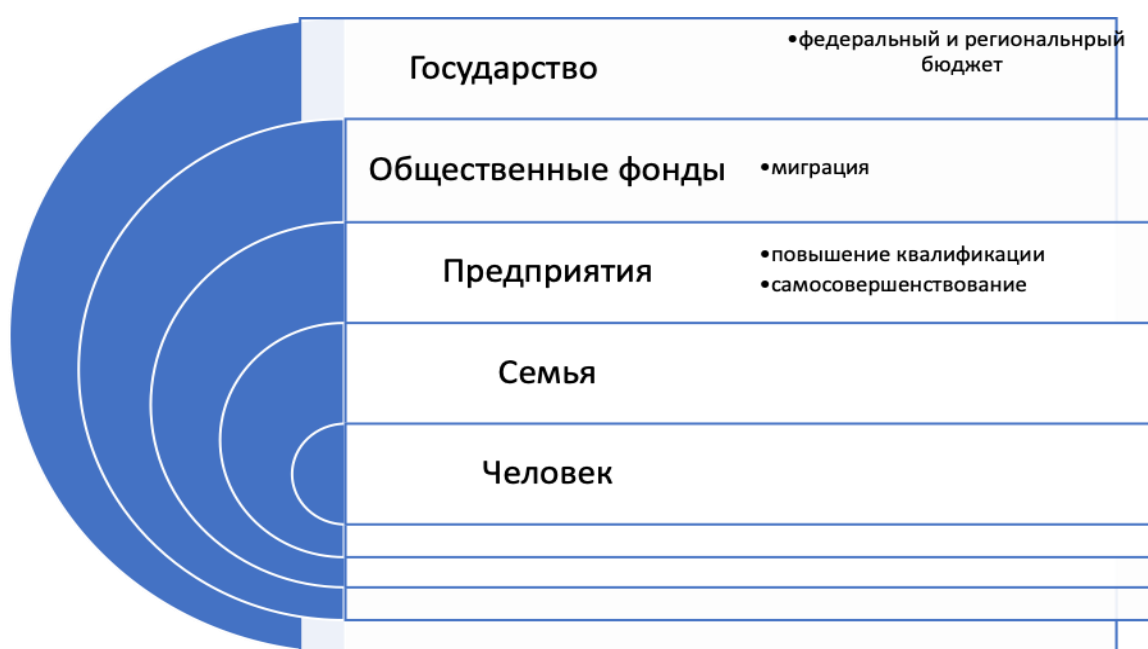 Государство
•федеральный и региональнрый
бюджет
Общественные фонды
•миграция
Предприятия
•повышение квалификации
•самосовершенствование
Семья
Человек